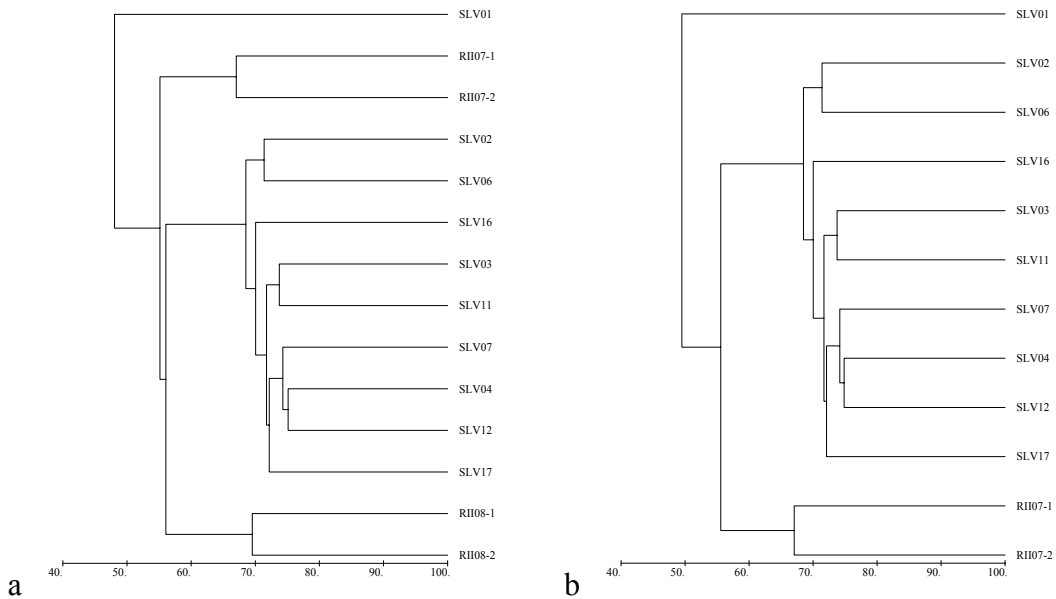 SLV01
RII07-1
RII07-2
SLV02
SLV06
SLV16
SLV03
SLV11
SLV07
SLV04
SLV12
SLV17
RII08-1
RII08-2
40. 50. 60. 70. 80. 90. 100.
a
SLV01
SLV02
SLV06
SLV16
SLV03
SLV11
SLV07
SLV04
SLV12
SLV17
RII07-1
RII07-2
40. 50. 60. 70. 80. 90. 100.
b